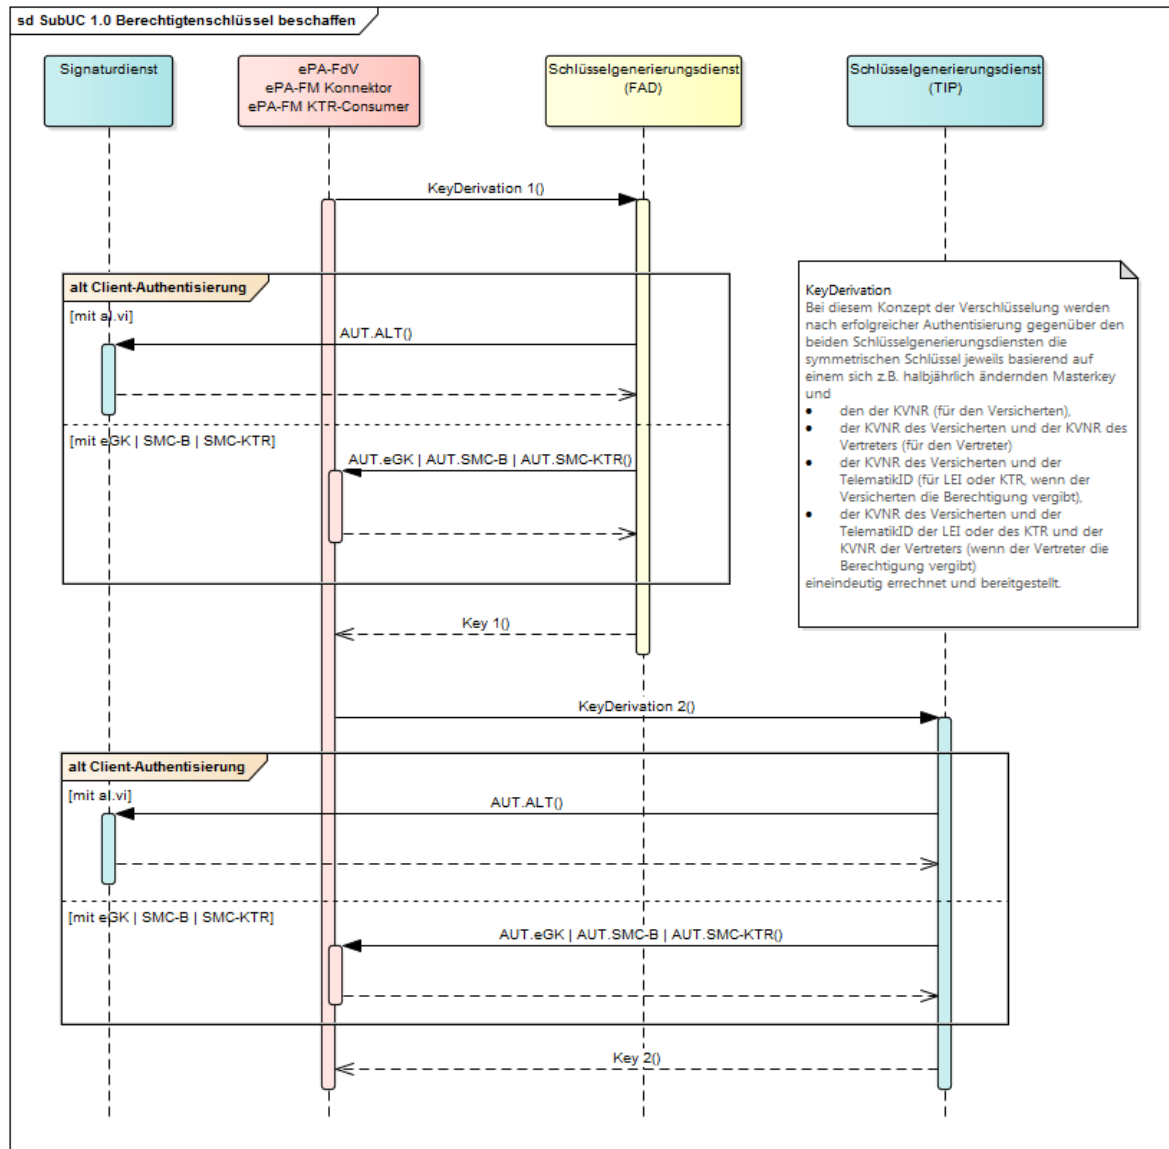 sd SubUC 1.0 Berechtigtenschlüssel beschaffen
Signaturdienst
ePA-FdV
ePA-FM Konnektor
ePA-FM KTR-Consumer
Schlüsselgenerierungsdienst
(FAD)
Schlüsselgenerierungsdienst
(TIP)
KeyDerivation 1()
alt Client-Authentisierung
[mit al.vi]
AUT.ALT()
[mit eGK | SMC-B | SMC-KTR]
AUT.eGK | AUT.SMC-B | AUT.SMC-KTR()
Key 1()
KeyDerivation
Bei diesem Konzept der Verschlüsselung werden
nach erfolgreicher Authentisierung gegenüber den
beiden Schlüsselgenerierungsdiensten die
symmetrischen Schlüssel jeweils basierend auf
einem sich z.B. halbjährlich ändernden Masterkey
und
• den der KVNR (für den Versicherten),
• der KVNR des Versicherten und der KVNR des
Vertreters (für den Vertreter)
• der KVNR des Versicherten und der
TelematikID (für LEI oder KTR, wenn der
Versicherten die Berechtigung vergibt),
• der KVNR des Versicherten und der
TelematikID der LEI oder des KTR und der
KVNR der Vertreters (wenn der Vertreter die
Berechtigung vergibt)
eineindeutig errechnet und bereitgestellt.
KeyDerivation 2()
alt Client-Authentisierung
[mit al.vi]
AUT.ALT()
[mit eGK | SMC-B | SMC-KTR]
AUT.eGK | AUT.SMC-B | AUT.SMC-KTR()
Key 2()